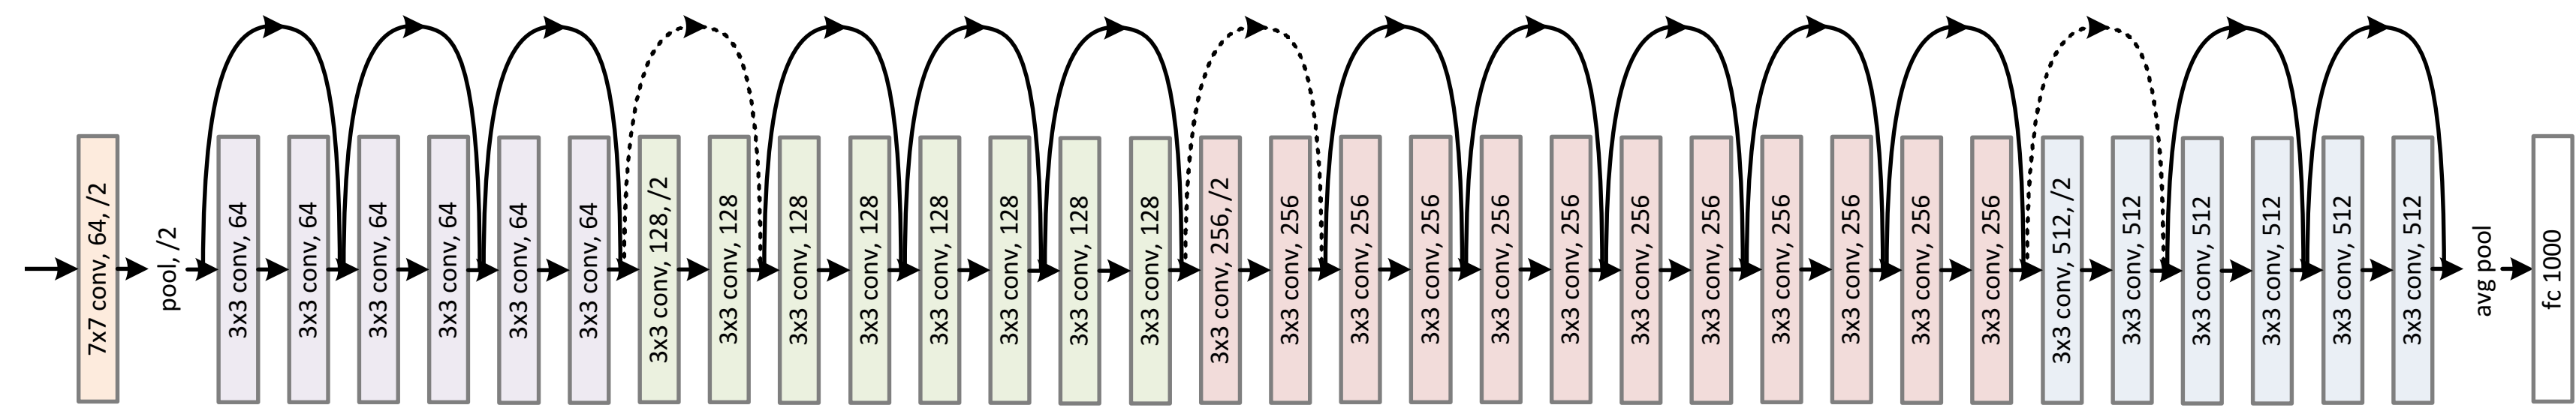 7x7 conv, 64, /2
pool, /2
3x3 conv, 64
3x3 conv, 64
3x3 conv, 64
3x3 conv, 64
3x3 conv, 64
3x3 conv, 64
3x3 conv, 128, /2
3x3 conv, 128
3x3 conv, 128
3x3 conv, 128
3x3 conv, 128
3x3 conv, 128
3x3 conv, 128
3x3 conv, 128
3x3 conv, 256, /2
3x3 conv, 256
3x3 conv, 256
3x3 conv, 256
3x3 conv, 256
3x3 conv, 256
3x3 conv, 256
3x3 conv, 256
3x3 conv, 256
3x3 conv, 256
3x3 conv, 256
3x3 conv, 256
3x3 conv, 512, /2
3x3 conv, 512
3x3 conv, 512
3x3 conv, 512
3x3 conv, 512
3x3 conv, 512
avg pool
fc 1000